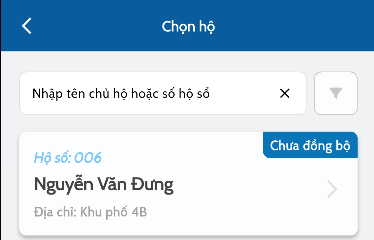 Chọn hộ
Nhập tên chủ hộ hoặc số hộ sổ
Chưa đồng bộ
Hộ số: 006
Nguyễn Văn Đưng
Địa chỉ: Khu phố 4B